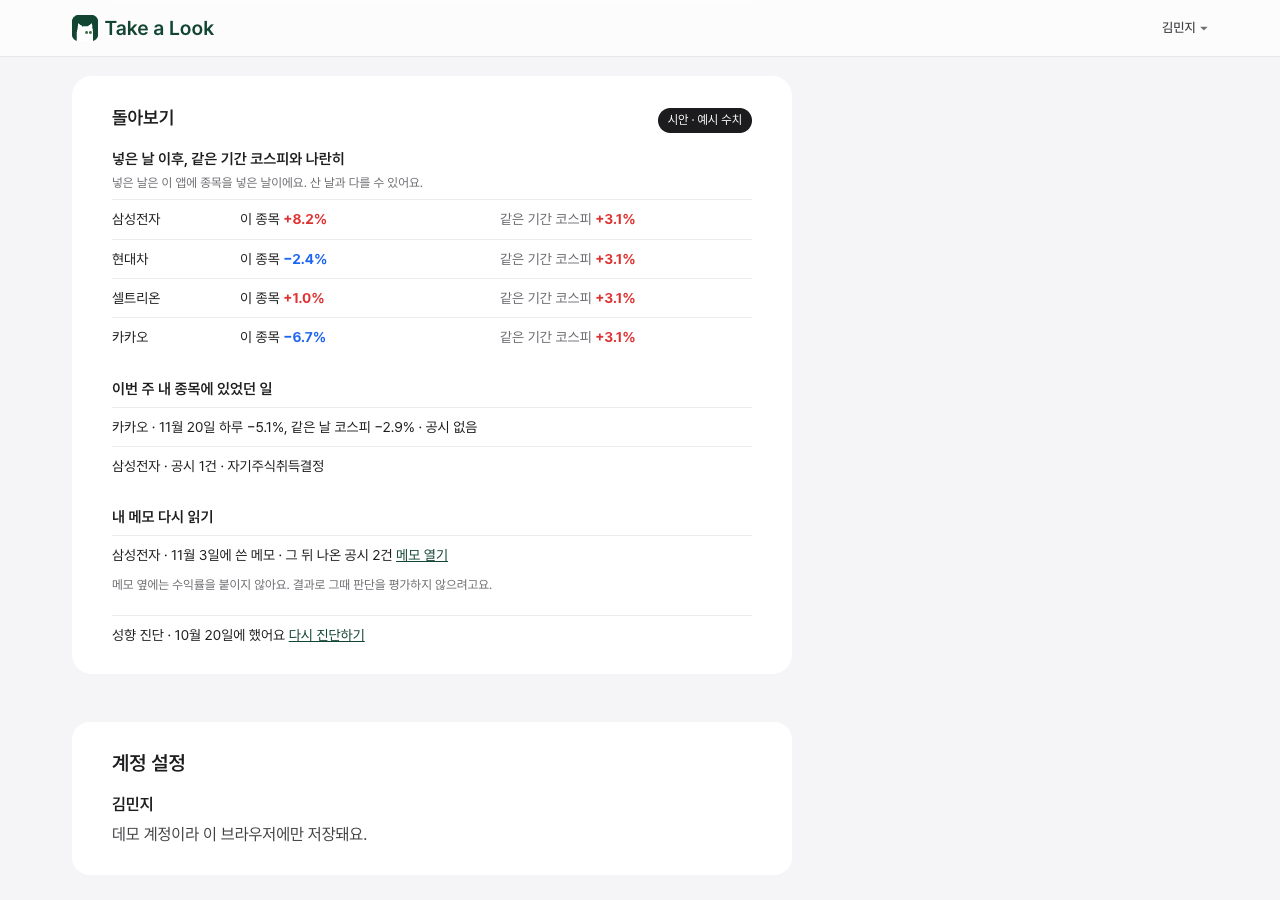 Take a Look
김민지
돌아보기
시안 · 예시 수치
넣은 날 이후, 같은 기간 코스피와 나란히
넣은 날은 이 앱에 종목을 넣은 날이에요. 산 날과 다를 수 있어요.
삼성전자 이 종목 +8.2% 같은 기간 코스피 +3.1%
현대차 이 종목 −2.4% 같은 기간 코스피 +3.1%
셀트리온 이 종목 +1.0% 같은 기간 코스피 +3.1%
카카오 이 종목 −6.7% 같은 기간 코스피 +3.1%
이번 주 내 종목에 있었던 일
카카오 · 11월 20일 하루 −5.1%, 같은 날 코스피 −2.9% · 공시 없음
삼성전자 · 공시 1건 · 자기주식취득결정
내 메모 다시 읽기
삼성전자 · 11월 3일에 쓴 메모 · 그 뒤 나온 공시 2건 메모 열기
메모 옆에는 수익률을 붙이지 않아요. 결과로 그때 판단을 평가하지 않으려고요.
성향 진단 · 10월 20일에 했어요 다시 진단하기
계정 설정
김민지
데모 계정이라 이 브라우저에만 저장돼요.